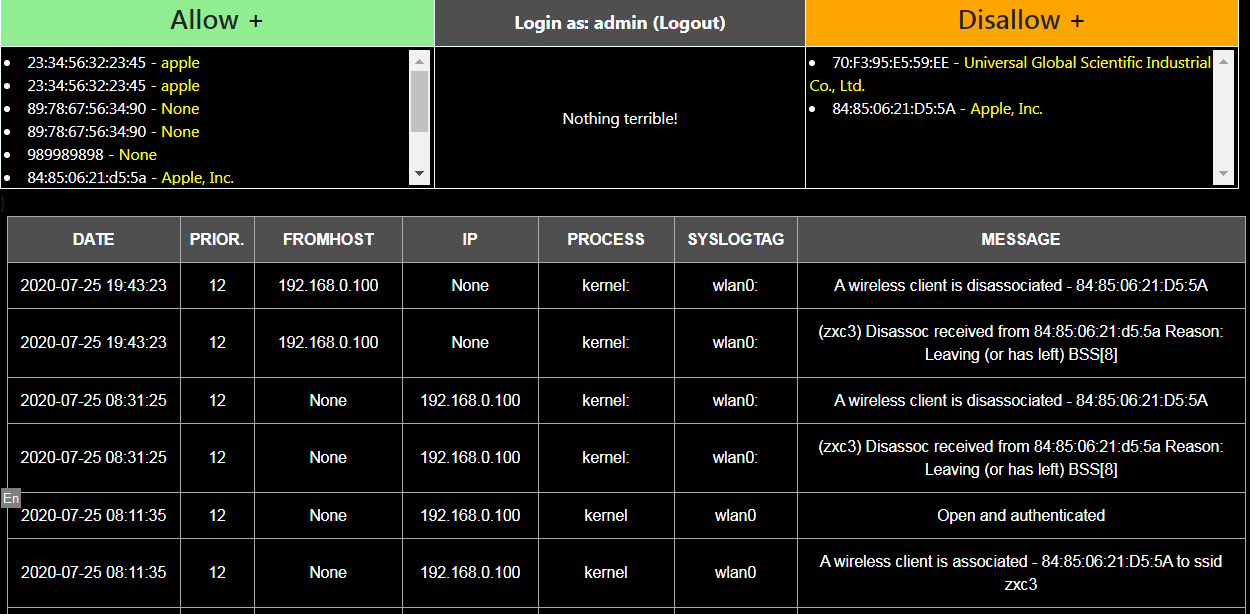 Allow +
Login as: admin (Logout)
Disallow +
23:34:56:32:23:45 - apple
23:34:56:32:23:45 - apple
89:78:67:56:34:90 - None
89:78:67:56:34:90 - None
989989898 - None
84:85:06:21:d5:5a - Apple, Inc.
Nothing terrible!
70:F3:95:E5:59:EE - Universal Global Scientific Industrial
Co., Ltd.
84:85:06:21:D5:5A - Apple, Inc.
DATE PRIOR. FROMHOST IP PROCESS SYSLOGTAG MESSAGE
2020-07-25 19:43:23 12 192.168.0.100 None kernel: wlan0: A wireless client is disassociated - 84:85:06:21:D5:5A
2020-07-25 19:43:23 12 192.168.0.100 None kernel: wlan0: (zxc3) Disassoc received from 84:85:06:21:d5:5a Reason:
Leaving (or has left) BSS[8]
2020-07-25 08:31:25 12 None 192.168.0.100 kernel: wlan0: A wireless client is disassociated - 84:85:06:21:D5:5A
2020-07-25 08:31:25 12 None 192.168.0.100 kernel: wlan0: (zxc3) Disassoc received from 84:85:06:21:d5:5a Reason:
Leaving (or has left) BSS[8]
En
2020-07-25 08:11:35 12 None 192.168.0.100 kernel wlan0 Open and authenticated
2020-07-25 08:11:35 12 None 192.168.0.100 kernel wlan0 A wireless client is associated - 84:85:06:21:D5:5A to ssid
zxc3